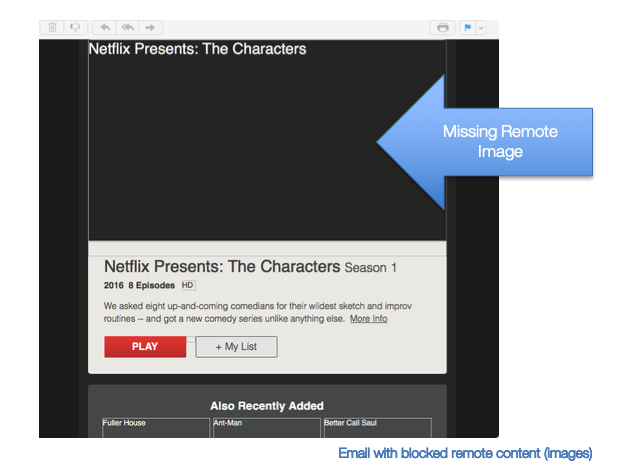 Netflix Presents: The Characters
Missing Remote
Image
Netflix Presents: The Characters Season 1
2016 8 Episodes HD
We asked eight up-and-coming comedians for their wildest sketch and improv
routines -- and got a new comedy series unlike anything else. More Info
PLAY
+ My List
Also Recently Added
Fuller House
Ant-Man
Better Call Saul
Email with blocked remote content (images)